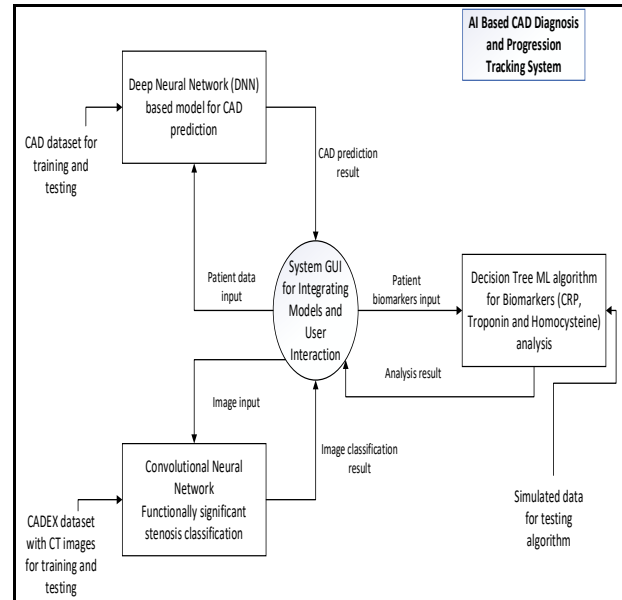 AI Based CAD Diagnosis
and Progression
Tracking System
Deep Neural Network (DNN)
based model for CAD
prediction
CAD dataset for
training and
testing
CAD prediction
result
System GUI
for Integrating
Models and
User
Interaction
Patient data
input
Patient
biomarkers input
Decision Tree ML algorithm
for Biomarkers (CRP,
Troponin and Homocysteine)
analysis
Analysis result
Image input
Image classification
result
Convolutional Neural
Network
Functionally significant
stenosis classification
CADEX dataset
with CT images
for training and
testing
Simulated data
for testing
algorithm